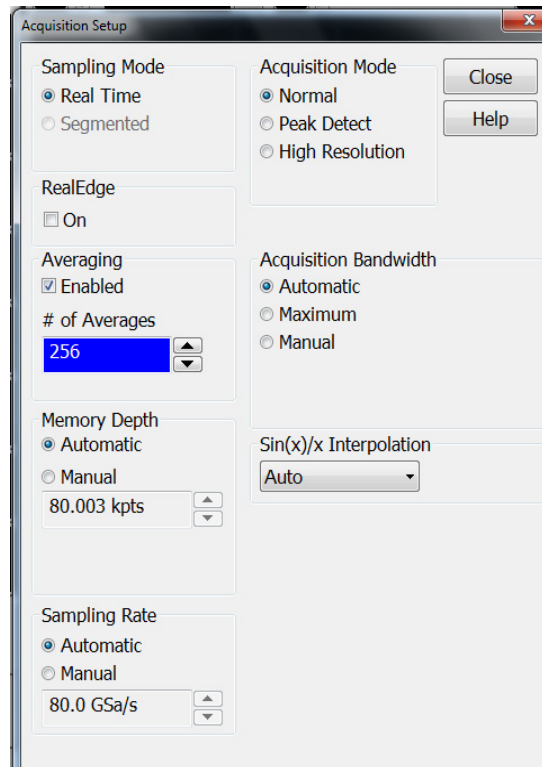 Acquisition Setup
Sampling Mode
Real Time
Segmented
Acquisition Mode
Normal
Peak Detect
High Resolution
Close
Help
RealEdge
On
Averaging
Enabled
# of Averages
256
Acquisition Bandwidth
Automatic
Maximum
Manual
Memory Depth
Automatic
Manual
80.003 kpts
Sin(x)/x Interpolation
Auto
Sampling Rate
Automatic
Manual
80.0 GSa/s